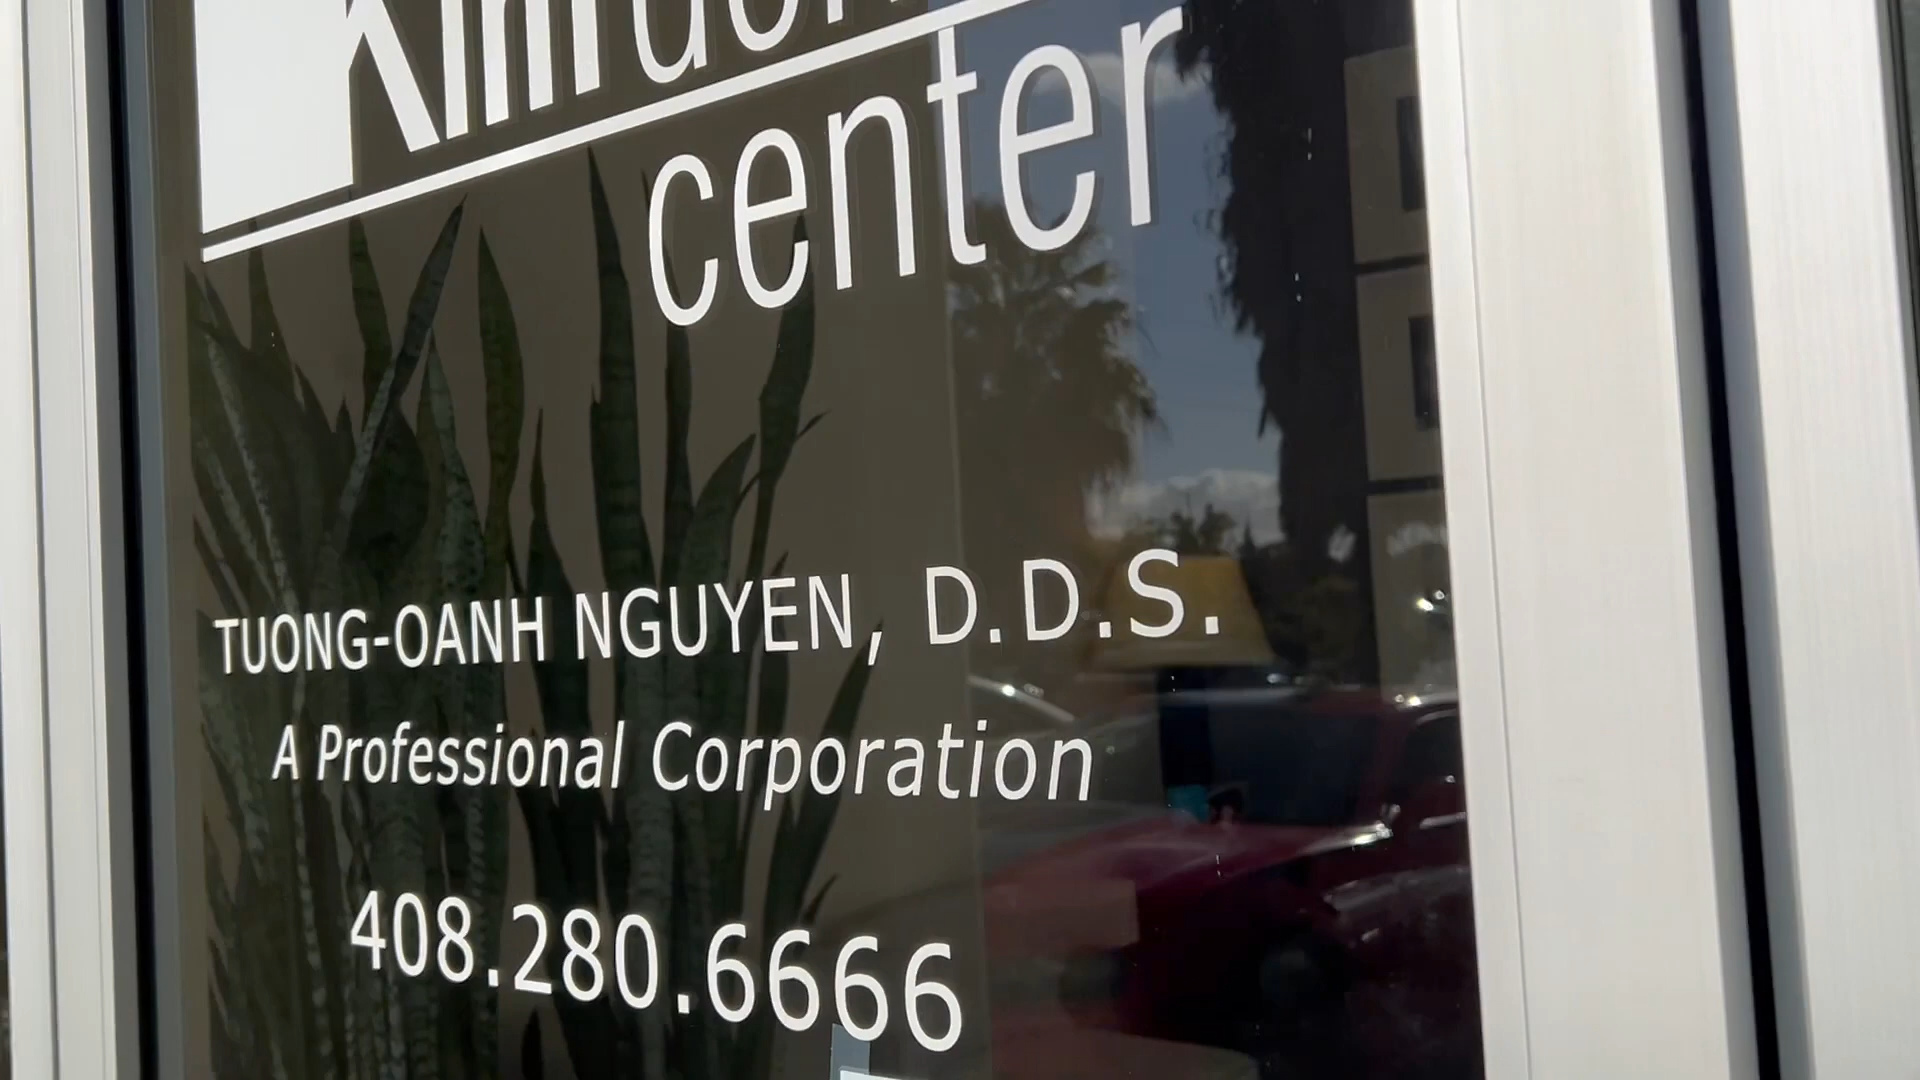 center
TUONG-OANH NGUYEN, D.D.S.
A Professional Corporation
408.280.6666